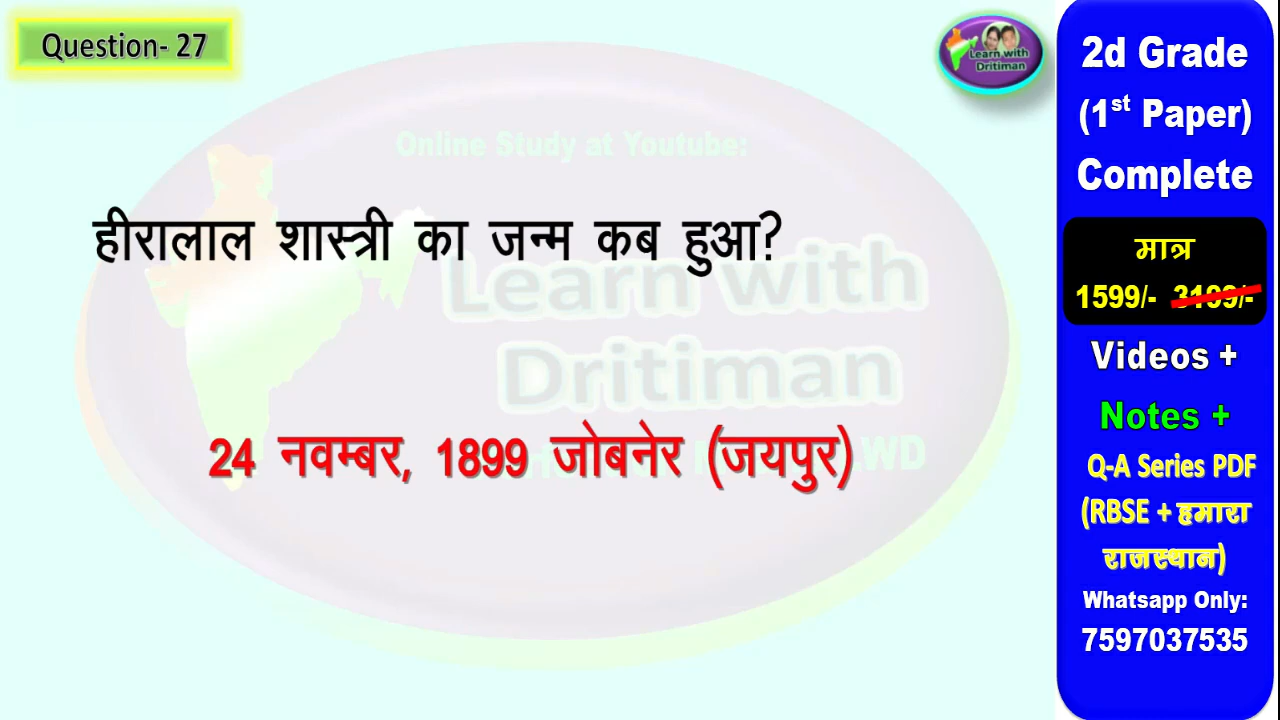 Question- 27
Learn with
Dritiman
Online Study at Youtube:
हीरालाल शास्त्री का जन्म कब हुआ?
Learn with
Dritiman
24 नवम्बर, 1899 जोबनेर (जयपुर)
WD
2d Grade
(1st Paper)
Complete
मात्र
1599/- 3199/-
Videos +
Notes +
Q-A Series PDF
(RBSE + हमारा
राजस्थान)
Whatsapp Only:
7597037535